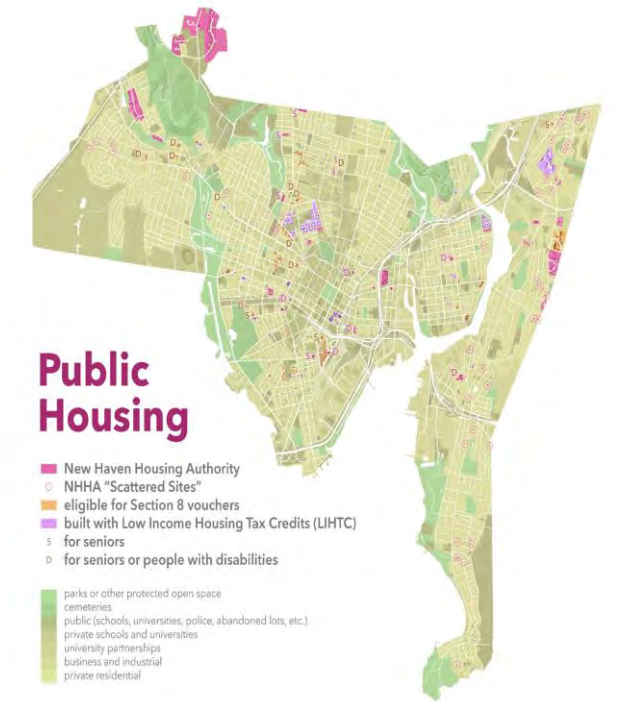 Public
Housing
New Haven Housing Authority
NHHA "Scattered Sites"
eligible for Section 8 vouchers
built with Low Income Housing Tax Credits (LIHTC)
S for seniors
D for seniors or people with disabilities
parks or other protected open space
cemeteries
public (schools, universities, police, abandoned lots, etc.)
private schools and universities
university partnerships
business and industrial
private residential